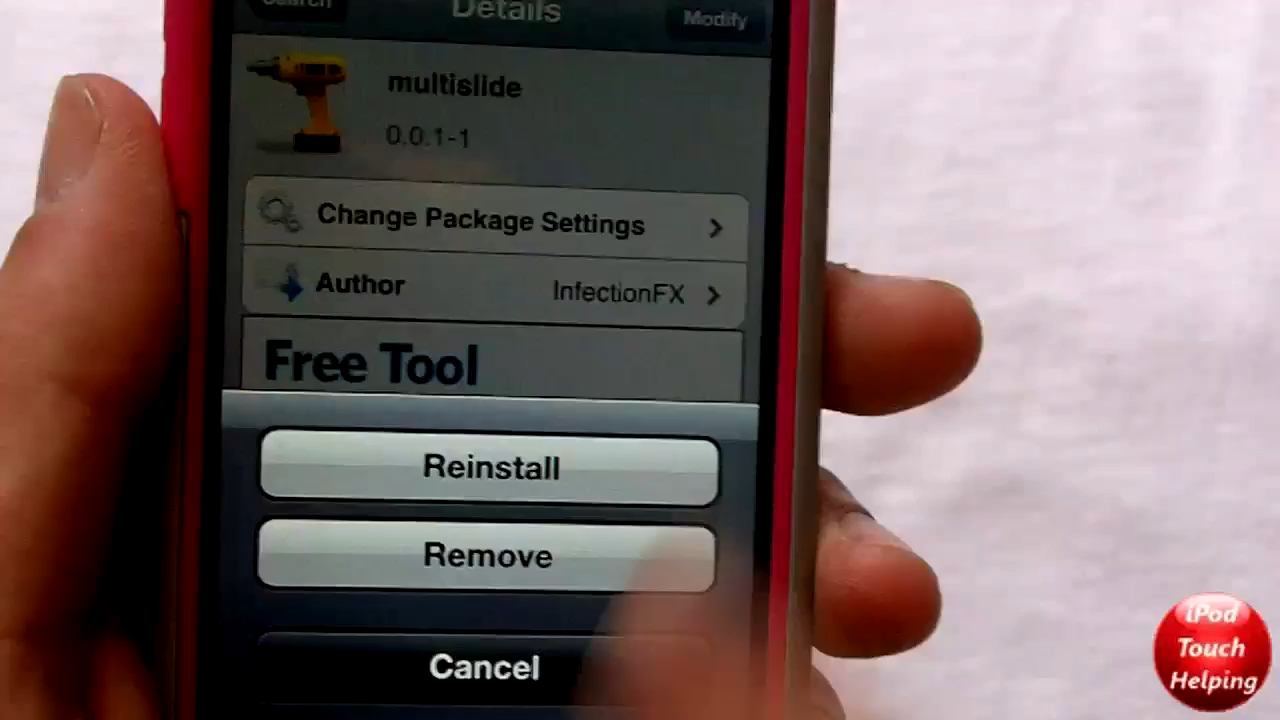 Search
Details
Modify
multislide
0.0.1-1
Change Package Settings
Author
InfectionFX
Free Tool
Reinstall
Remove
Cancel
iPod
Touch
Helping